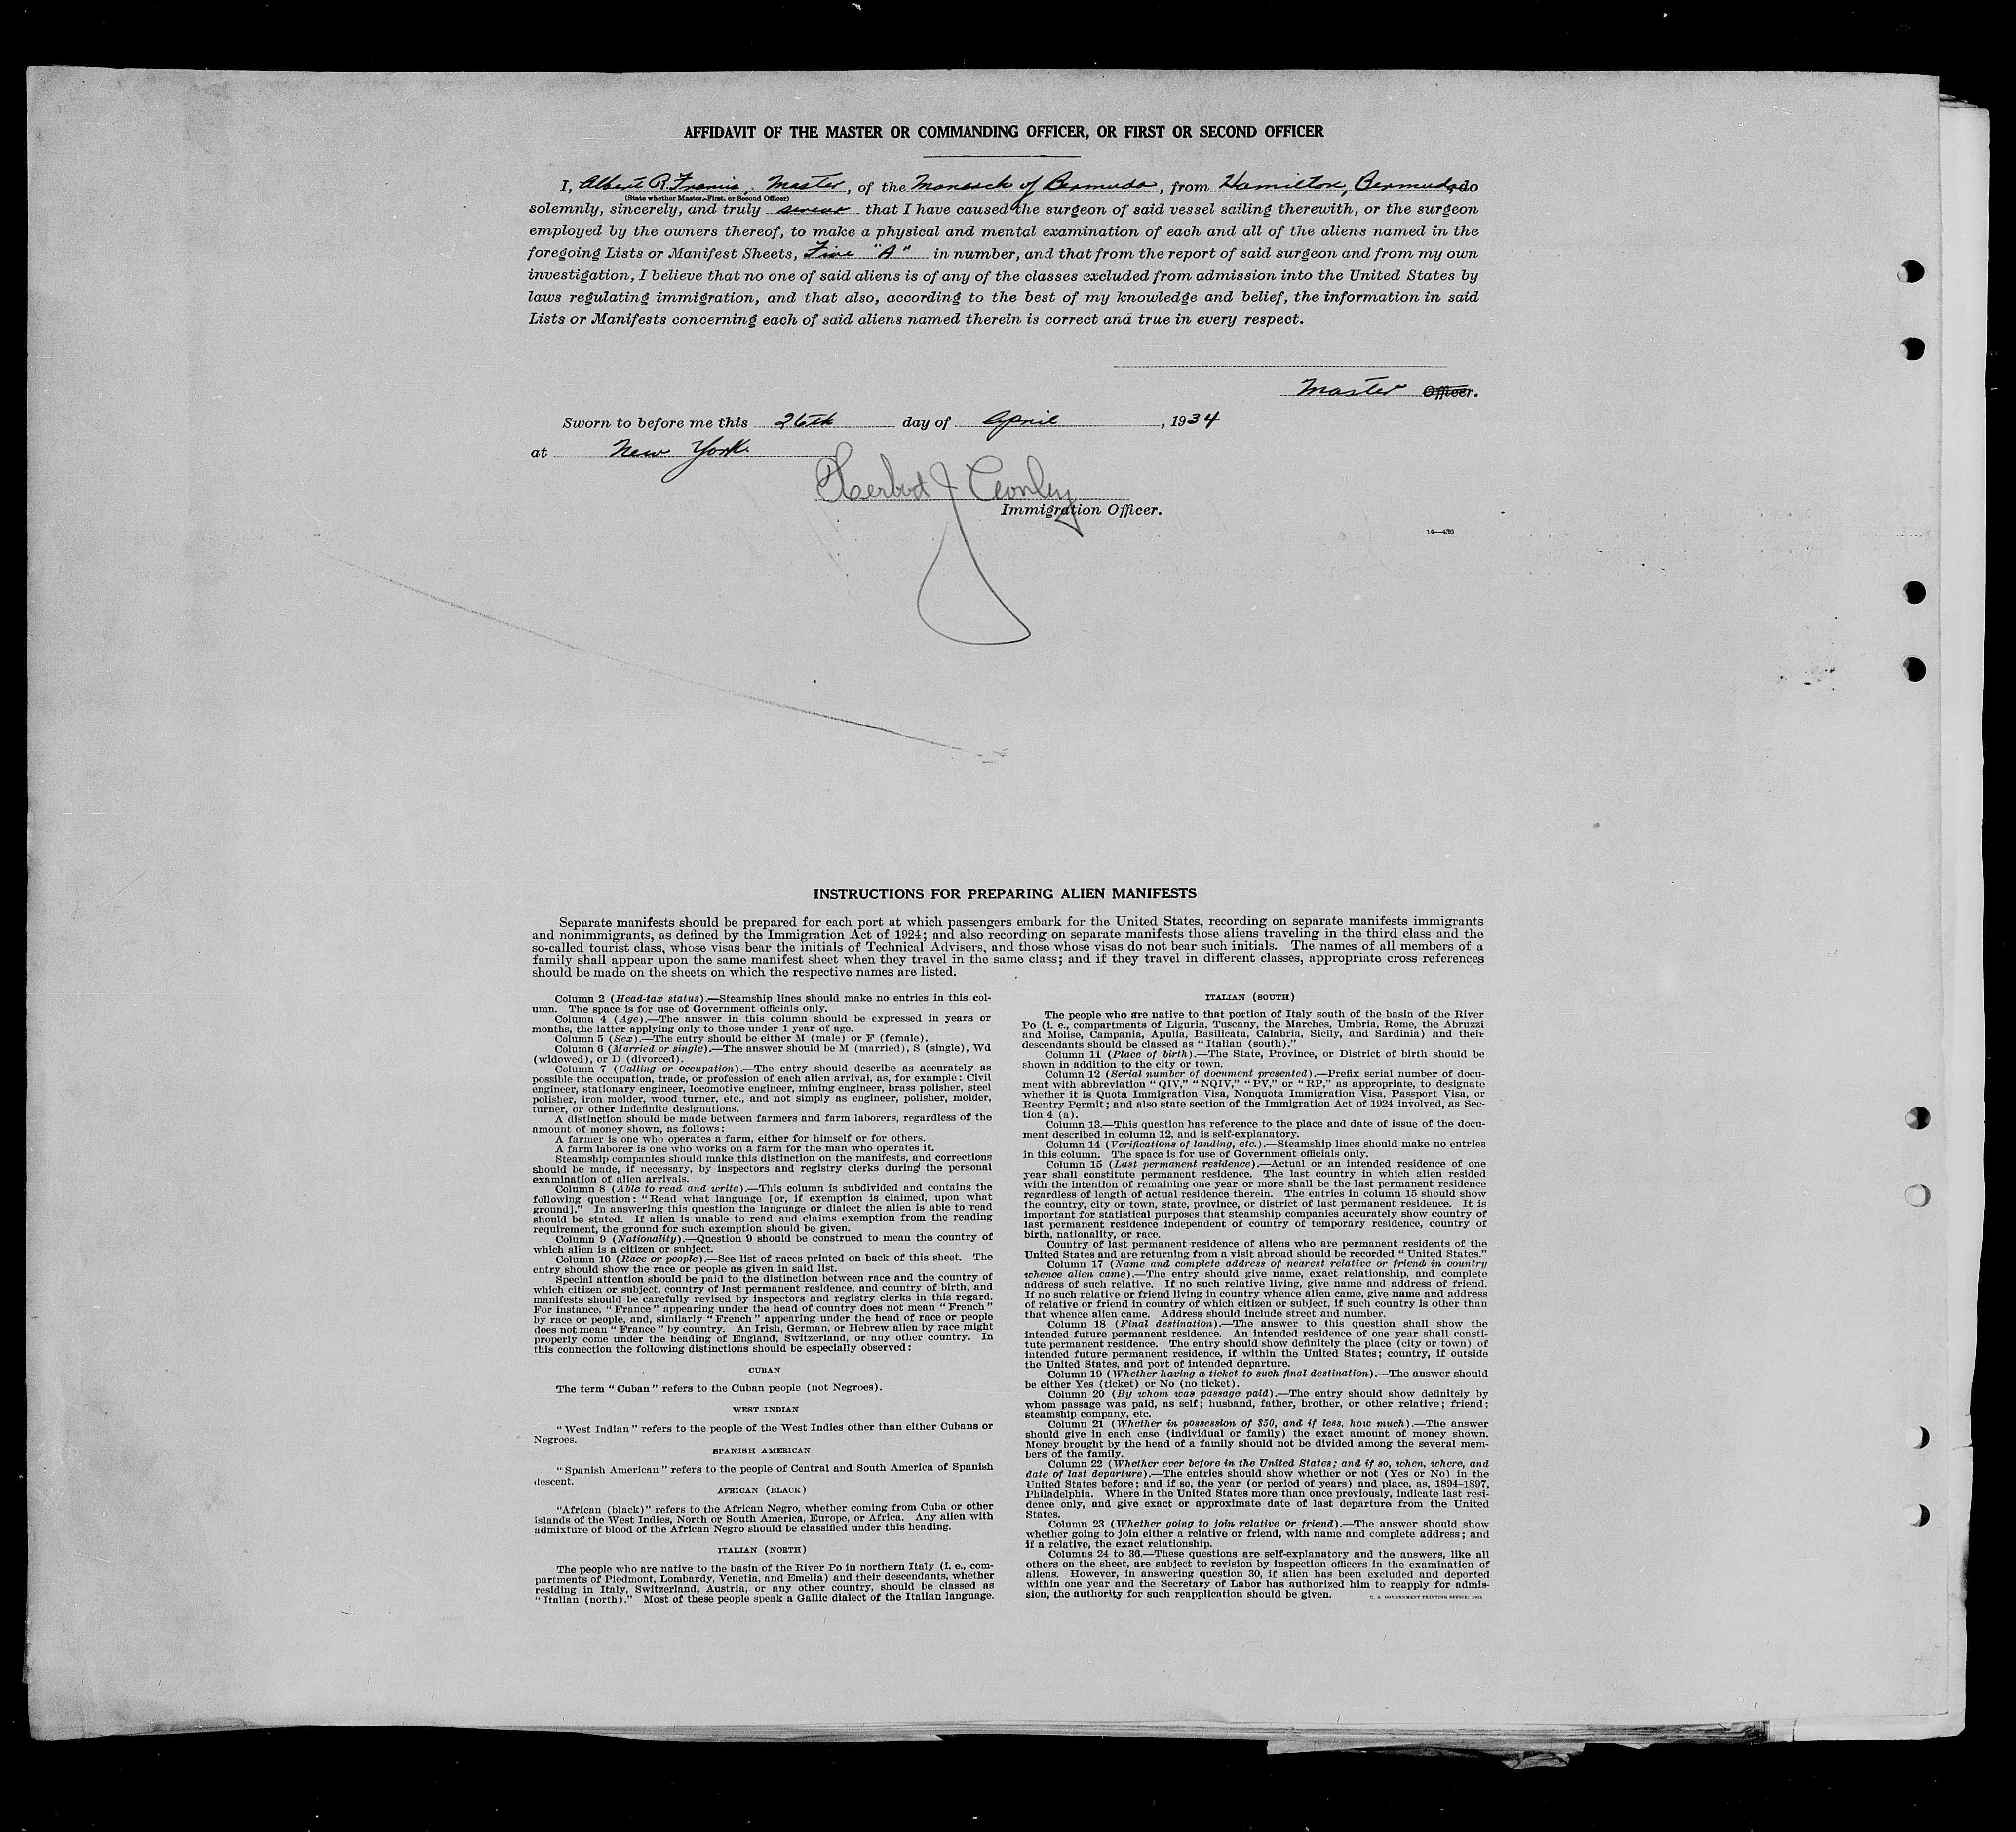 AFFIDAVIT OF THE MASTER OR COMMANDING OFFICER, OR FIRST OR SECOND OFFICER
I, Albert R. Francis, Master, of the Monarch of Bermuda, from Hamilton, Bermuda, do
(State whether Master, First, or Second Officer)
solemnly, sincerely, and truly swear that I have caused the surgeon of said vessel sailing therewith, or the surgeon
employed by the owners thereof, to make a physical and mental examination of each and all of the aliens named in the
foregoing Lists or Manifest Sheets, Five "A" in number, and that from the report of said surgeon and from my own
investigation, I believe that no one of said aliens is of any of the classes excluded from admission into the United States by
laws regulating immigration, and that also, according to the best of my knowledge and belief, the information in said
Lists or Manifests concerning each of said aliens named therein is correct and true in every respect.
Master Officer.
Sworn to before me this 26th day of April, 1934
at New York.
Herbert J
Immigration Officer.
14—430
INSTRUCTIONS FOR PREPARING ALIEN MANIFESTS
Separate manifests should be prepared for each port at which passengers embark for the United States, recording on separate manifests immigrants
and nonimmigrants, as defined by the Immigration Act of 1924; and also recording on separate manifests those aliens traveling in the third class and the
so-called tourist class, whose visas bear the initials of Technical Advisers, and those whose visas do not bear such initials. The names of all members of a
family shall appear upon the same manifest sheet when they travel in the same class; and if they travel in different classes, appropriate cross references
should be made on the sheets on which the respective names are listed.
Column 2 (Head-tax status).—Steamship lines should make no entries in this col-
umn. The space is for use of Government officials only.
Column 4 (Age).—The answer in this column should be expressed in years or
months, the latter applying only to those under 1 year of age.
Column 5 (Sex).—The entry should be either M (male) or F (female).
Column 6 (Married or single).—The answer should be M (married), S (single), Wd
(widowed), or D (divorced).
Column 7 (Calling or occupation).—The entry should describe as accurately as
possible the occupation, trade, or profession of each alien arrival, as, for example: Civil
engineer, stationary engineer, locomotive engineer, mining engineer, brass polisher, steel
polisher, iron molder, wood turner, etc., and not simply as engineer, polisher, molder,
turner, or other indefinite designations.
A distinction should be made between farmers and farm laborers, regardless of the
amount of money shown, as follows:
A farmer is one who operates a farm, either for himself or for others.
A farm laborer is one who works on a farm for the man who operates it.
Steamship companies should make this distinction on the manifests, and corrections
should be made, if necessary, by inspectors and registry clerks during the personal
examination of alien arrivals.
Column 8 (Able to read and write).—This column is subdivided and contains the
following question: "Read what language [or, if exemption is claimed, upon what
ground]." In answering this question the language or dialect the alien is able to read
should be stated. If alien is unable to read and claims exemption from the reading
requirement, the ground for such exemption should be given.
Column 9 (Nationality).—Question 9 should be construed to mean the country of
which alien is a citizen or subject.
Column 10 (Race or people).—See list of races printed on back of this sheet. The
entry should show the race or people as given in said list.
Special attention should be paid to the distinction between race and the country of
which citizen or subject, country of last permanent residence, and country of birth, and
manifests should be carefully revised by inspectors and registry clerks in this regard.
For instance, "France" appearing under the head of country does not mean "French"
by race or people, and, similarly "French" appearing under the head of race or people
does not mean "France" by country. An Irish, German, or Hebrew alien by race might
properly come under the heading of England, Switzerland, or any other country. In
this connection the following distinctions should be especially observed:
CUBAN
The term "Cuban" refers to the Cuban people (not Negroes).
WEST INDIAN
"West Indian" refers to the people of the West Indies other than either Cubans or
Negroes.
SPANISH AMERICAN
"Spanish American" refers to the people of Central and South America of Spanish
descent.
AFRICAN (BLACK)
"African (black)" refers to the African Negro, whether coming from Cuba or other
islands of the West Indies, North or South America, Europe, or Africa. Any alien with
admixture of blood of the African Negro should be classified under this heading.
ITALIAN (NORTH)
The people who are native to the basin of the River Po in northern Italy (i. e., com-
partments of Piedmont, Lombardy, Venetia, and Emelia) and their descendants, whether
residing in Italy, Switzerland, Austria, or any other country, should be classed as
"Italian (north)." Most of these people speak a Gallic dialect of the Italian language.
ITALIAN (SOUTH)
The people who are native to that portion of Italy south of the basin of the River
Po (i. e., compartments of Liguria, Tuscany, the Marches, Umbria, Rome, the Abruzzi
and Molise, Campania, Apulia, Basilicata, Calabria, Sicily, and Sardinia) and their
descendants should be classed as "Italian (south)."
Column 11 (Place of birth).—The State, Province, or District of birth should be
shown in addition to the city or town.
Column 12 (Serial number of document presented).—Prefix serial number of docu-
ment with abbreviation "QIV," "NQIV," "PV," or "RP," as appropriate, to designate
whether it is Quota Immigration Visa, Nonquota Immigration Visa, Passport Visa, or
Reentry Permit; and also state section of the Immigration Act of 1924 involved, as Sec-
tion 4 (a).
Column 13.—This question has reference to the place and date of issue of the docu-
ment described in column 12, and is self-explanatory.
Column 14 (Verifications of landing, etc.).—Steamship lines should make no entries
in this column. The space is for use of Government officials only.
Column 15 (Last permanent residence).—Actual or an intended residence of one
year shall constitute permanent residence. The last country in which alien resided
with the intention of remaining one year or more shall be the last permanent residence
regardless of length of actual residence therein. The entries in column 15 should show
the country, city or town, state, province, or district of last permanent residence. It is
important for statistical purposes that steamship companies accurately show country of
last permanent residence independent of country of temporary residence, country of
birth, nationality, or race.
Country of last permanent residence of aliens who are permanent residents of the
United States and are returning from a visit abroad should be recorded "United States."
Column 17 (Name and complete address of nearest relative or friend in country
whence alien came).—The entry should give name, exact relationship, and complete
address of such relative. If no such relative living, give name and address of friend.
If no such relative or friend living in country whence alien came, give name and address
of relative or friend in country of which citizen or subject, if such country is other than
that whence alien came. Address should include street and number.
Column 18 (Final destination).—The answer to this question shall show the
intended future permanent residence. An intended residence of one year shall consti-
tute permanent residence. The entry should show definitely the place (city or town) of
intended future permanent residence, if within the United States; country, if outside
the United States, and port of intended departure.
Column 19 (Whether having a ticket to such final destination).—The answer should
be either Yes (ticket) or No (no ticket).
Column 20 (By whom was passage paid).—The entry should show definitely by
whom passage was paid, as self; husband, father, brother, or other relative; friend;
steamship company, etc.
Column 21 (Whether in possession of $50, and if less, how much).—The answer
should give in each case (individual or family) the exact amount of money shown.
Money brought by the head of a family should not be divided among the several mem-
bers of the family.
Column 22 (Whether ever before in the United States; and if so, when, where, and
date of last departure).—The entries should show whether or not (Yes or No) in the
United States before; and if so, the year (or period of years) and place, as, 1894–1897,
Philadelphia. Where in the United States more than once previously, indicate last resi-
dence only, and give exact or approximate date of last departure from the United
States.
Column 23 (Whether going to join relative or friend).—The answer should show
whether going to join either a relative or friend, with name and complete address; and
if a relative, the exact relationship.
Columns 24 to 36.—These questions are self-explanatory and the answers, like all
others on the sheet, are subject to revision by inspection officers in the examination of
aliens. However, in answering question 30, if alien has been excluded and deported
within one year and the Secretary of Labor has authorized him to reapply for admis-
sion, the authority for such reapplication should be given.
U. S. GOVERNMENT PRINTING OFFICE: 1931